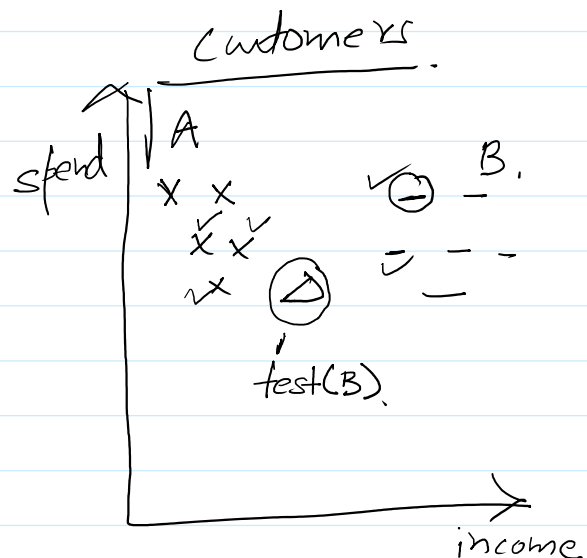 Customers.
spend
A
B.
x x
x x
x
test(B).
income